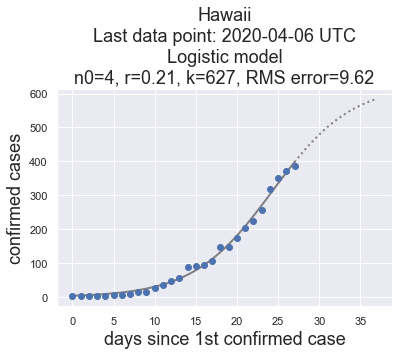 Hawaii
Last data point: 2020-04-06 UTC
Logistic model
n0=4, r=0.21, k=627, RMS error=9.62
confirmed cases
600
500
400
300
200
100
0
0 5 10 15 20 25 30 35
days since 1st confirmed case